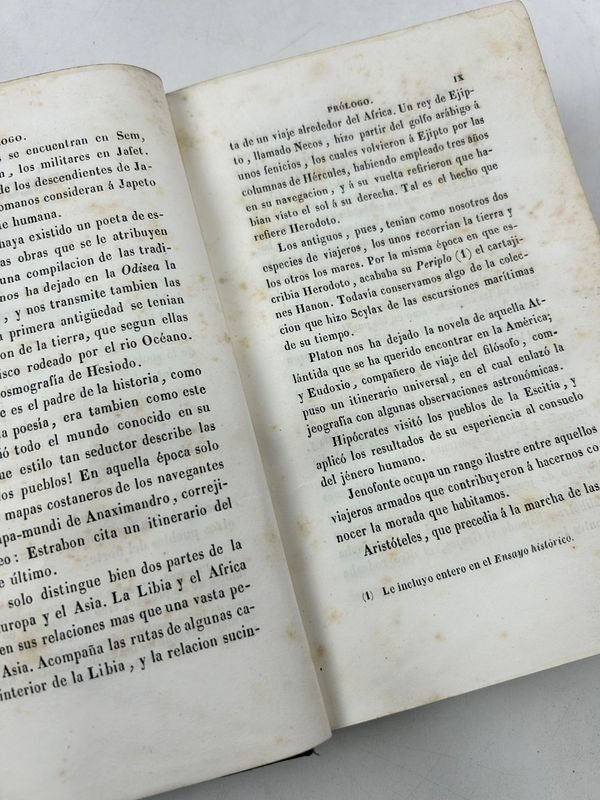 OGO.
s se encuentran en Sem,
n, los militares en Jafet.
de los descendientes de Ja-
omanos consideran á Japeto
e humana.
haya existido un poeta de es-
as obras que se le atribuyen
una compilacion de las tradi-
nos ha dejado en la Odisea la
, y nos transmite tambien las
a primera antigüedad se tenian
on de la tierra, que segun ellas
isco rodeado por el rio Océano.
osmografía de Hesiodo.
e es el padre de la historia, como
a poesía, era tambien como este
ió todo el mundo conocido en su
que estilo tan seductor describe las
os pueblos! En aquella época solo
mapas costaneros de los navegantes
pa-mundi de Anaximandro, correji-
eo: Estrabon cita un itinerario del
e último.
solo distingue bien dos partes de la
uropa y el Asia. La Libia y el Africa
en sus relaciones mas que una vasta pe-
Asia. Acompaña las rutas de algunas ca-
interior de la Libia, y la relacion sucin-
PRÓLOGO. IX
ta de un viaje alrededor del Africa. Un rey de Ejip-
to, llamado Necos, hizo partir del golfo arábigo á
unos fenicios, los cuales volvieron á Ejipto por las
columnas de Hércules, habiendo empleado tres años
en su navegacion, y á su vuelta refirieron que ha-
bian visto el sol á su derecha. Tal es el hecho que
refiere Herodoto.
Los antiguos, pues, tenian como nosotros dos
especies de viajeros, los unos recorrian la tierra y
los otros los mares. Por la misma época en que es-
cribia Herodoto, acababa su Periplo (1) el cartaji-
nes Hanon. Todavia conservamos algo de la colec-
cion que hizo Scylax de las escursiones marítimas
de su tiempo.
Platon nos ha dejado la novela de aquella At-
lántida que se ha querido encontrar en la América;
y Eudoxio, compañero de viaje del filósofo, com-
puso un itinerario universal, en el cual enlazó la
jeografía con algunas observaciones astronómicas.
Hipócrates visitó los pueblos de la Escitia, y
aplicó los resultados de su esperiencia al consuelo
del jénero humano.
Jenofonte ocupa un rango ilustre entre aquellos
viajeros armados que contribuyeron á hacernos co-
nocer la morada que habitamos.
Aristóteles, que precedia á la marcha de las
(1) Le incluyo entero en el Ensayo histórico.